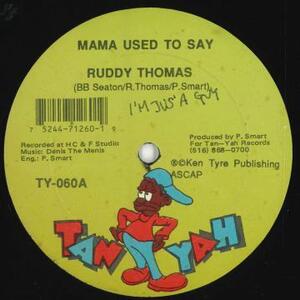 MAMA USED TO SAY
RUDDY THOMAS
(BB Seaton/R.Thomas/P.Smart)
I'M JUS' A GUY
7 5244-71260-1 9
Recorded at HC & F Studio
Music: Denis The Menis
Eng.: P. Smart
Produced by P. Smart
For Tan-Yah Records
(516) 868-0700
TY-060A
℗©Ken Tyre Publishing
ASCAP
TAN YAH